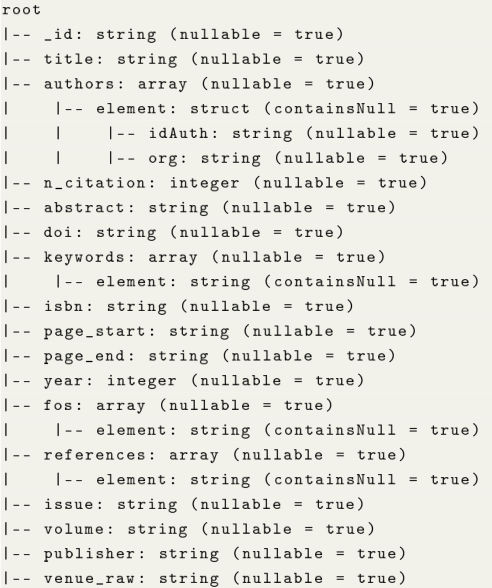 root
|-- _id: string (nullable = true)
|-- title: string (nullable = true)
|-- authors: array (nullable = true)
|    |-- element: struct (containsNull = true)
|    |    |-- idAuth: string (nullable = true)
|    |    |-- org: string (nullable = true)
|-- n_citation: integer (nullable = true)
|-- abstract: string (nullable = true)
|-- doi: string (nullable = true)
|-- keywords: array (nullable = true)
|    |-- element: string (containsNull = true)
|-- isbn: string (nullable = true)
|-- page_start: string (nullable = true)
|-- page_end: string (nullable = true)
|-- year: integer (nullable = true)
|-- fos: array (nullable = true)
|    |-- element: string (containsNull = true)
|-- references: array (nullable = true)
|    |-- element: string (containsNull = true)
|-- issue: string (nullable = true)
|-- volume: string (nullable = true)
|-- publisher: string (nullable = true)
|-- venue_raw: string (nullable = true)